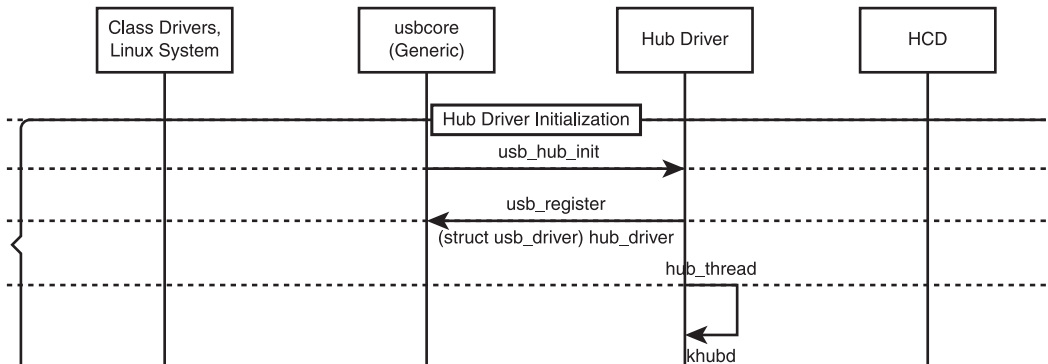 Class Drivers,
Linux System
usbcore
(Generic)
Hub Driver
HCD
Hub Driver Initialization
usb_hub_init
usb_register
(struct usb_driver) hub_driver
hub_thread
khubd